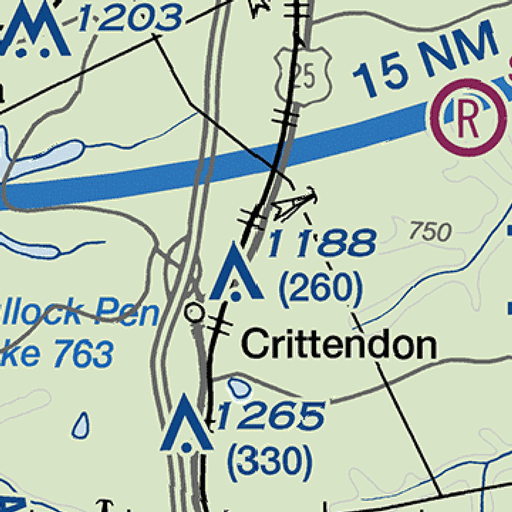 1203
25
15 NM
R
1188
750
(260)
llock Pen
ke 763
Crittendon
1265
(330)